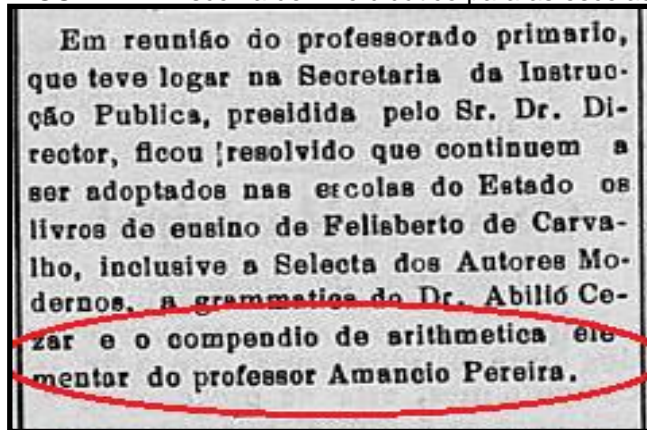 Em reunião do professorado primario,
que teve logar na Secretaria da Instruc-
ção Publica, presidida pelo Sr. Dr. Di-
rector, ficou resolvido que continuem a
ser adoptados nas escolas do Estado os
livros de ensino de Felisberto de Carva-
lho, inclusive a Selecta dos Autores Mo-
dernos, a grammatica do Dr. Abilió Ce-
zar e o compendio de arithmetica ele
mentar do professor Amancio Pereira.